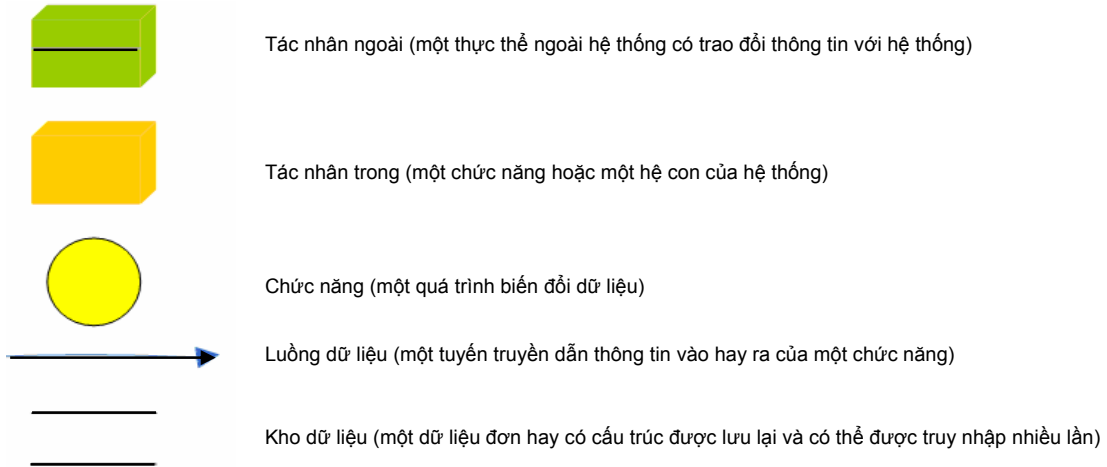 Tác nhân ngoài (một thực thể ngoài hệ thống có trao đổi thông tin với hệ thống)
Tác nhân trong (một chức năng hoặc một hệ con của hệ thống)
Chức năng (một quá trình biến đổi dữ liệu)
Luồng dữ liệu (một tuyến truyền dẫn thông tin vào hay ra của một chức năng)
Kho dữ liệu (một dữ liệu đơn hay có cấu trúc được lưu lại và có thể được truy nhập nhiều lần)